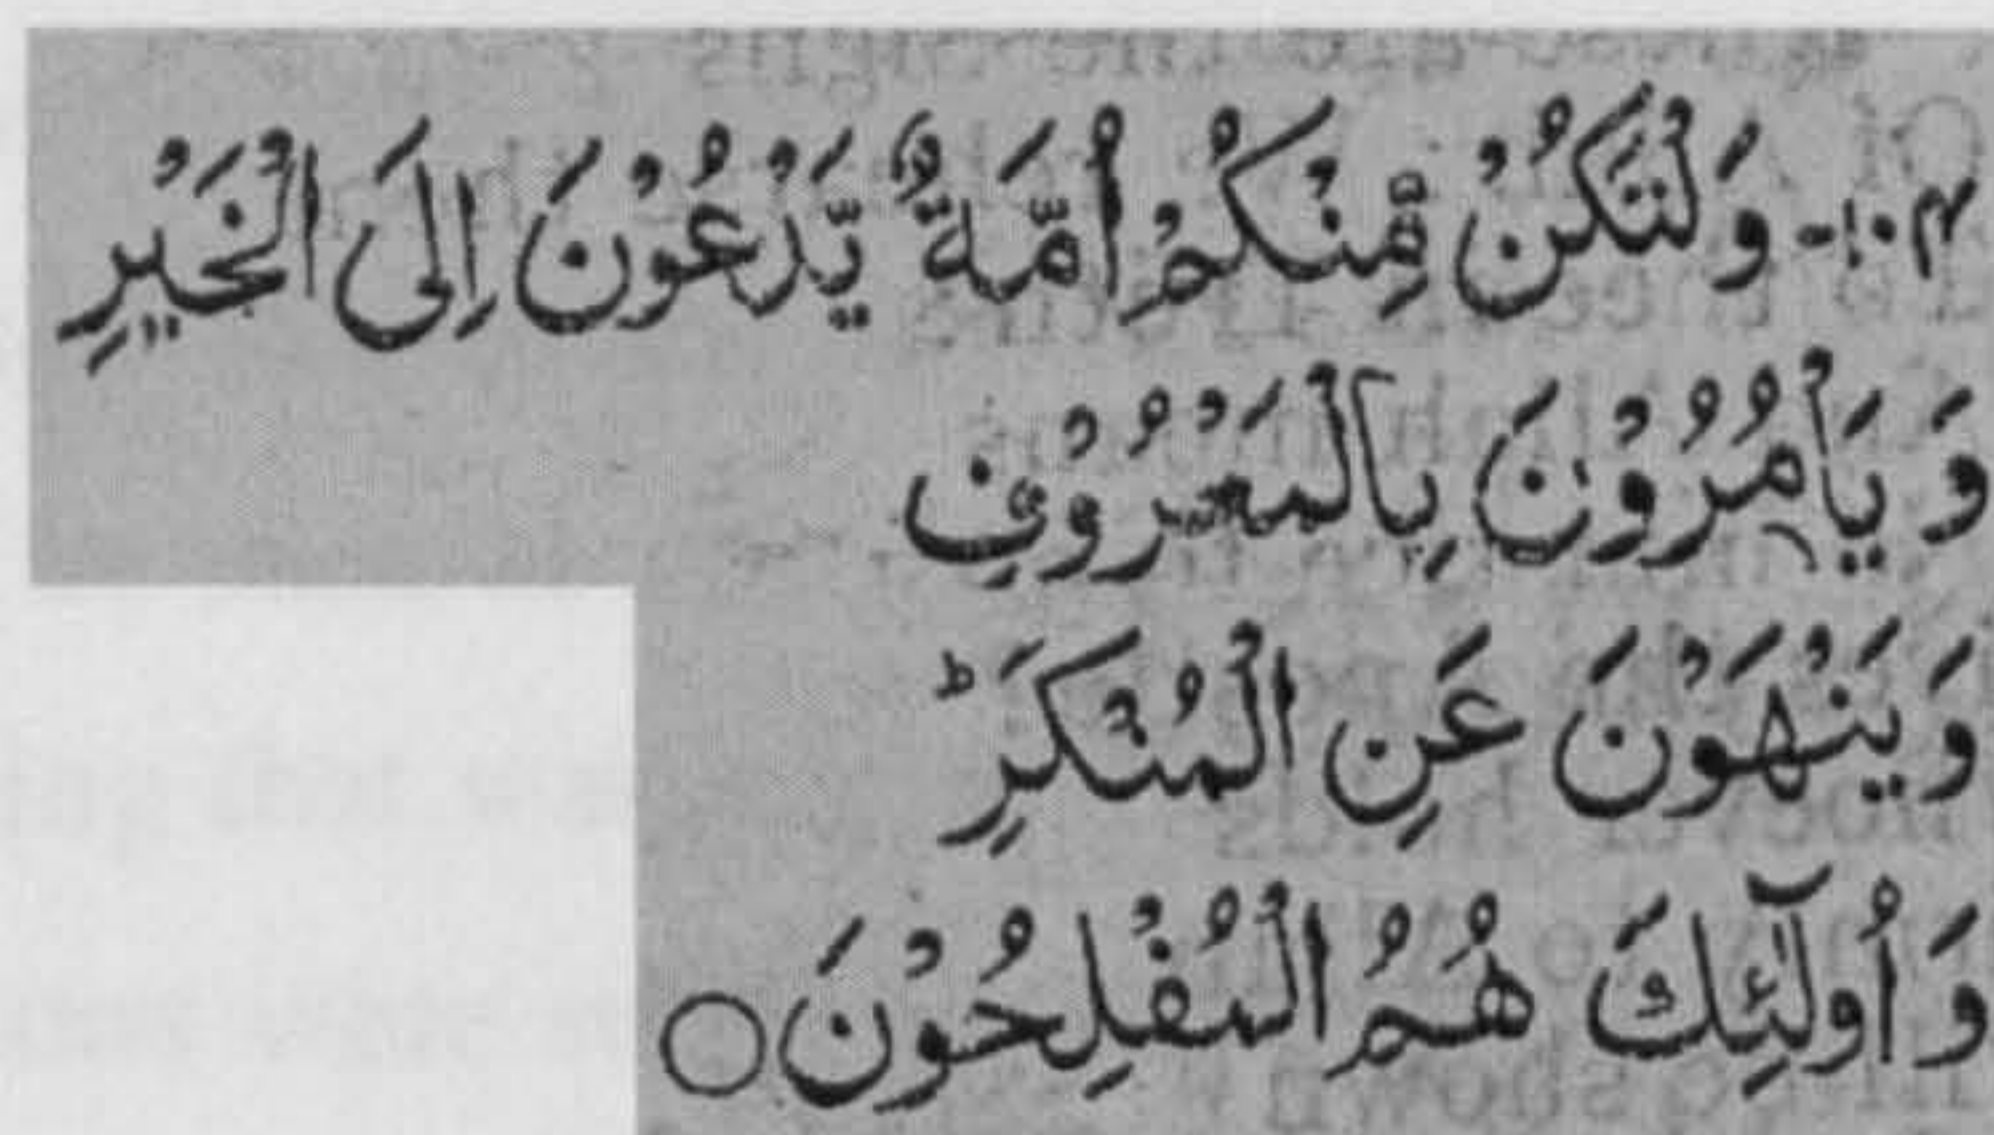 ١٠٤- وَلْتَكُنْ مِّنْكُمْ اُمَّةٌ يَّدْعُوْنَ اِلَى الْخَيْرِ
وَ يَاْمُرُوْنَ بِالْمَعْرُوْفِ
وَ يَنْهَوْنَ عَنِ الْمُنْكَرِ ؕ
وَ اُولٰٓئِكَ هُمُ الْمُفْلِحُوْنَ ○